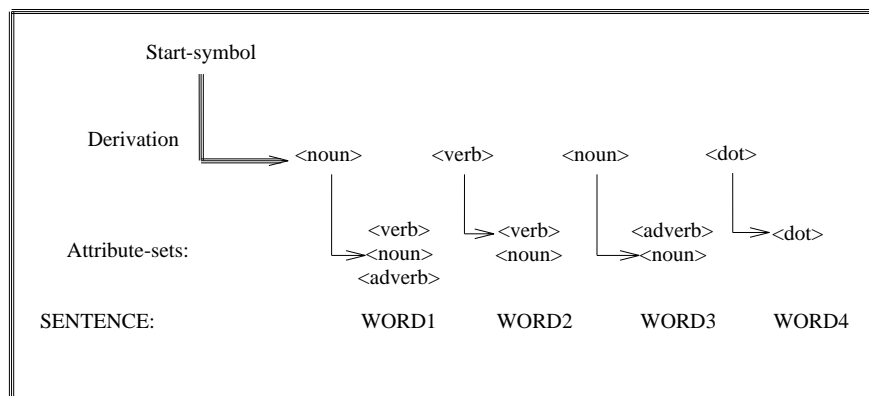 Start-symbol
Derivation
<noun> <verb> <noun> <dot>
<verb> <verb> <adverb> <dot>
Attribute-sets: <noun> <noun> <noun>
<adverb>
SENTENCE: WORD1 WORD2 WORD3 WORD4